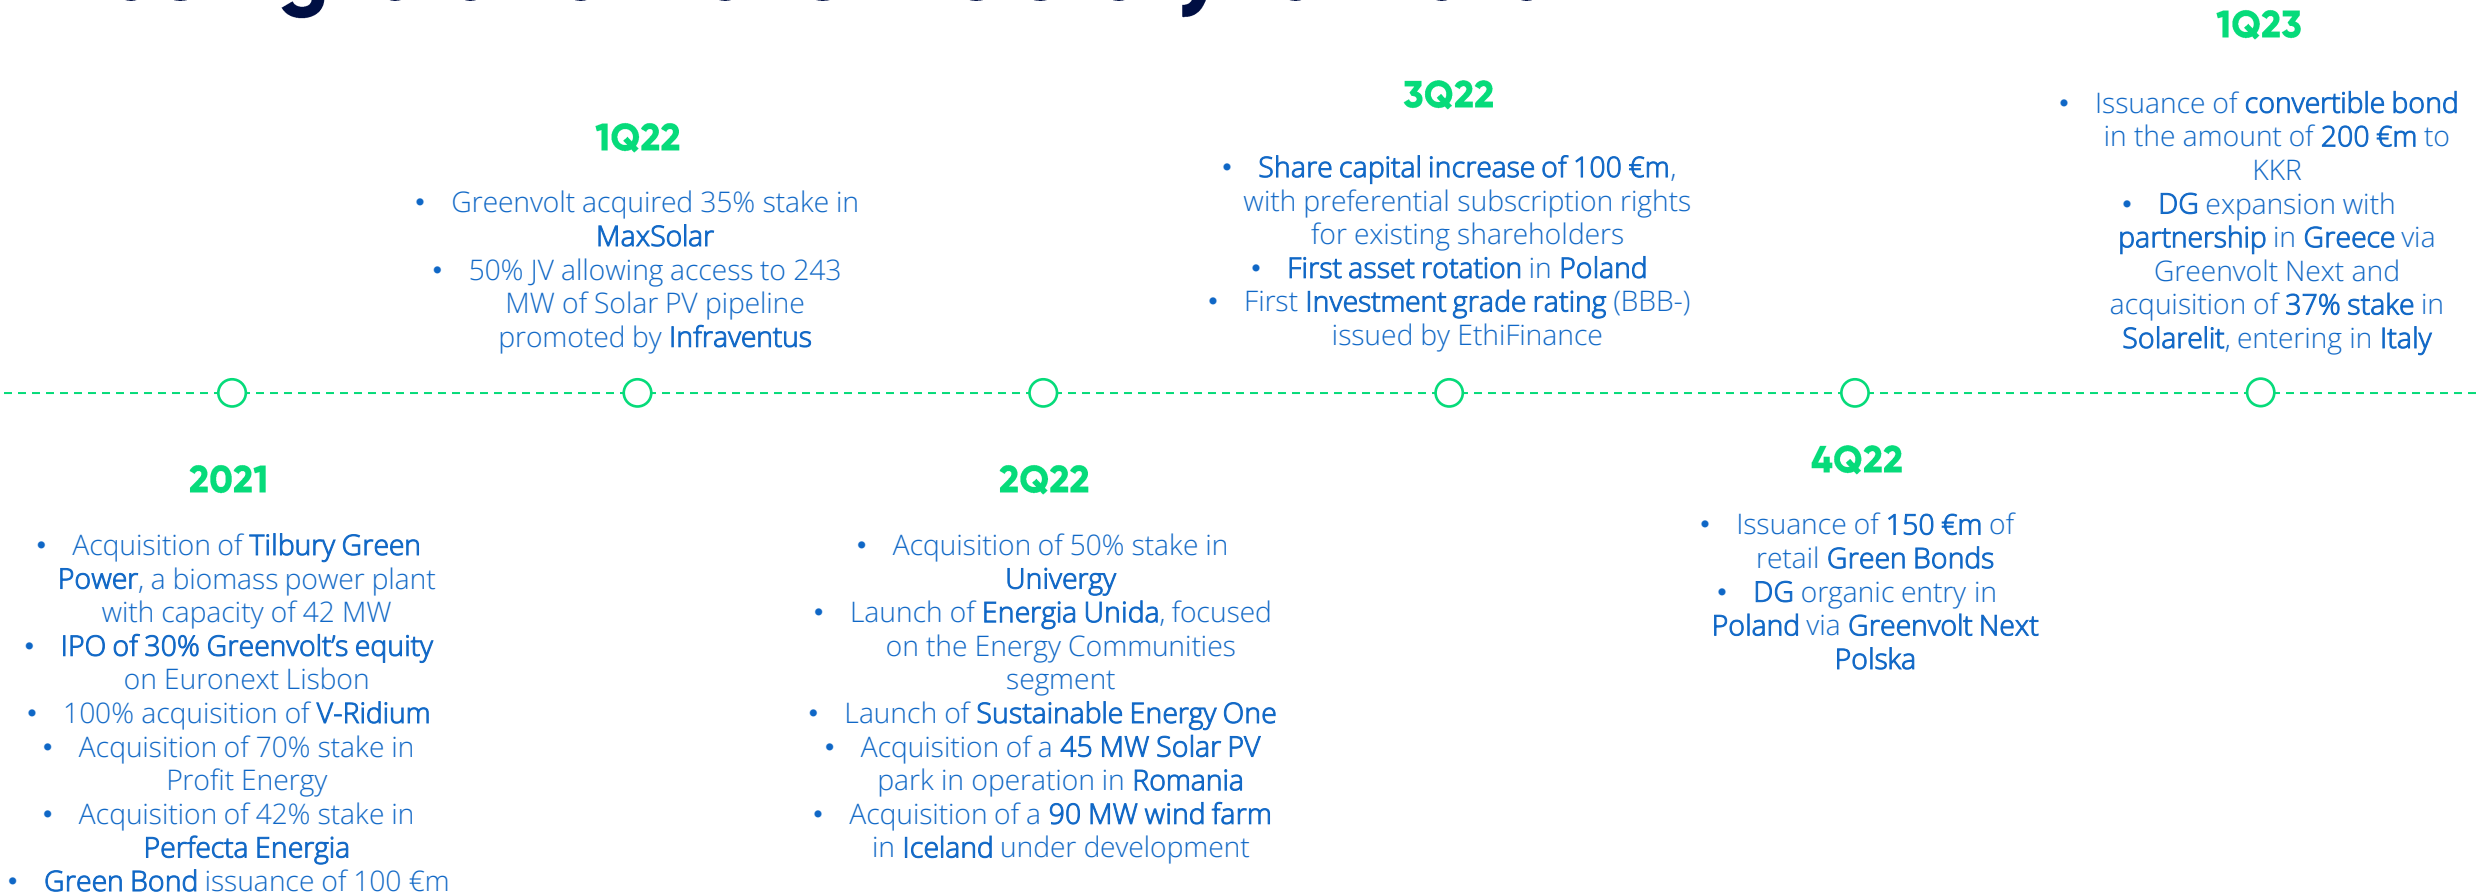 1Q23
• Issuance of convertible bond
in the amount of 200 €m to
KKR
• DG expansion with
partnership in Greece via
Greenvolt Next and
acquisition of 37% stake in
Solarelit, entering in Italy
3Q22
• Share capital increase of 100 €m,
with preferential subscription rights
for existing shareholders
• First asset rotation in Poland
• First Investment grade rating (BBB-)
issued by EthiFinance
1Q22
• Greenvolt acquired 35% stake in
MaxSolar
• 50% JV allowing access to 243
MW of Solar PV pipeline
promoted by Infraventus
2021
• Acquisition of Tilbury Green
Power, a biomass power plant
with capacity of 42 MW
• IPO of 30% Greenvolt’s equity
on Euronext Lisbon
• 100% acquisition of V-Ridium
• Acquisition of 70% stake in
Profit Energy
• Acquisition of 42% stake in
Perfecta Energia
• Green Bond issuance of 100 €m
2Q22
• Acquisition of 50% stake in
Univergy
• Launch of Energia Unida, focused
on the Energy Communities
segment
• Launch of Sustainable Energy One
• Acquisition of a 45 MW Solar PV
park in operation in Romania
• Acquisition of a 90 MW wind farm
in Iceland under development
4Q22
• Issuance of 150 €m of
retail Green Bonds
• DG organic entry in
Poland via Greenvolt Next
Polska